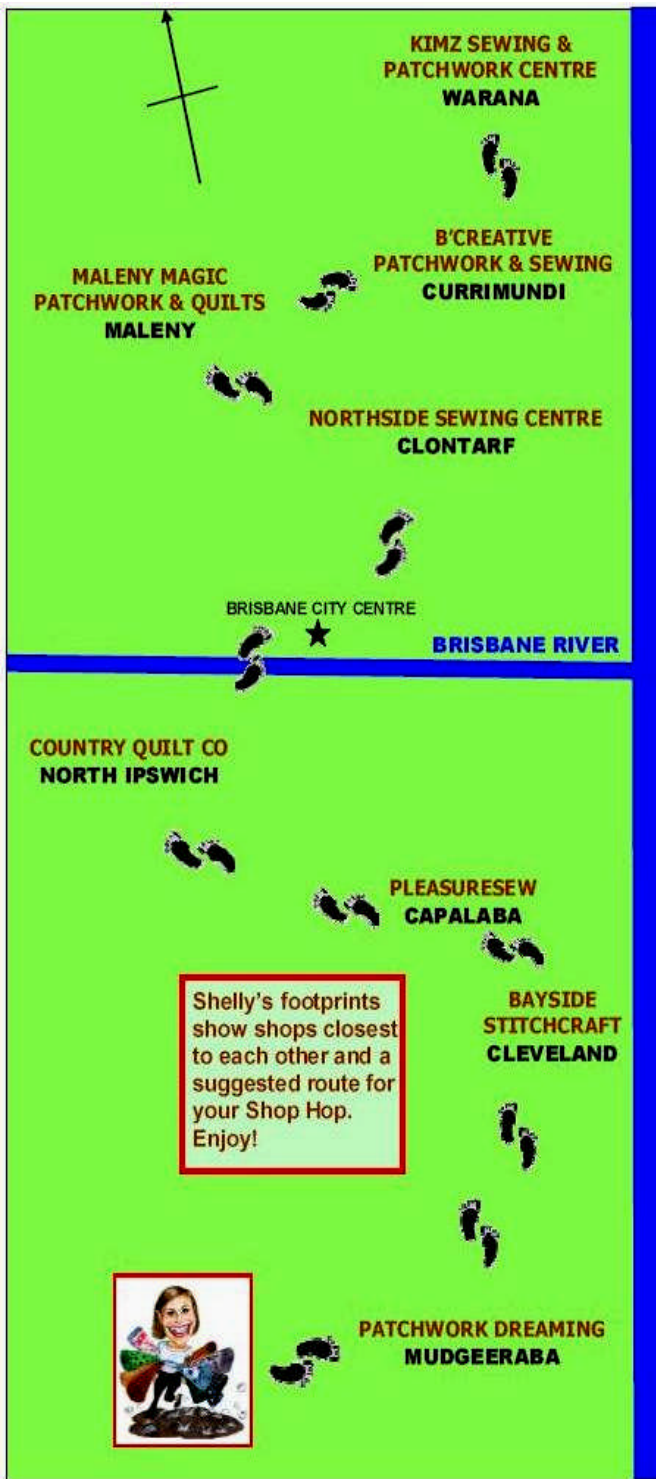 KIMZ SEWING &
PATCHWORK CENTRE
WARANA
B'CREATIVE
PATCHWORK & SEWING
CURRIMUNDI
MALENY MAGIC
PATCHWORK & QUILTS
MALENY
NORTHSIDE SEWING CENTRE
CLONTARF
BRISBANE CITY CENTRE
BRISBANE RIVER
COUNTRY QUILT CO
NORTH IPSWICH
PLEASURESEW
CAPALABA
BAYSIDE
STITCHCRAFT
CLEVELAND
Shelly's footprints
show shops closest
to each other and a
suggested route for
your Shop Hop.
Enjoy!
PATCHWORK DREAMING
MUDGEERABA